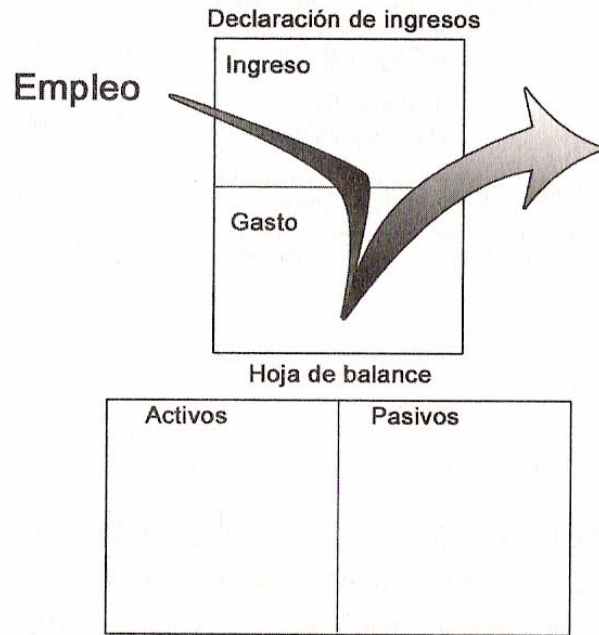 Declaración de ingresos
Ingreso
Empleo
Gasto
Hoja de balance
Activos
Pasivos